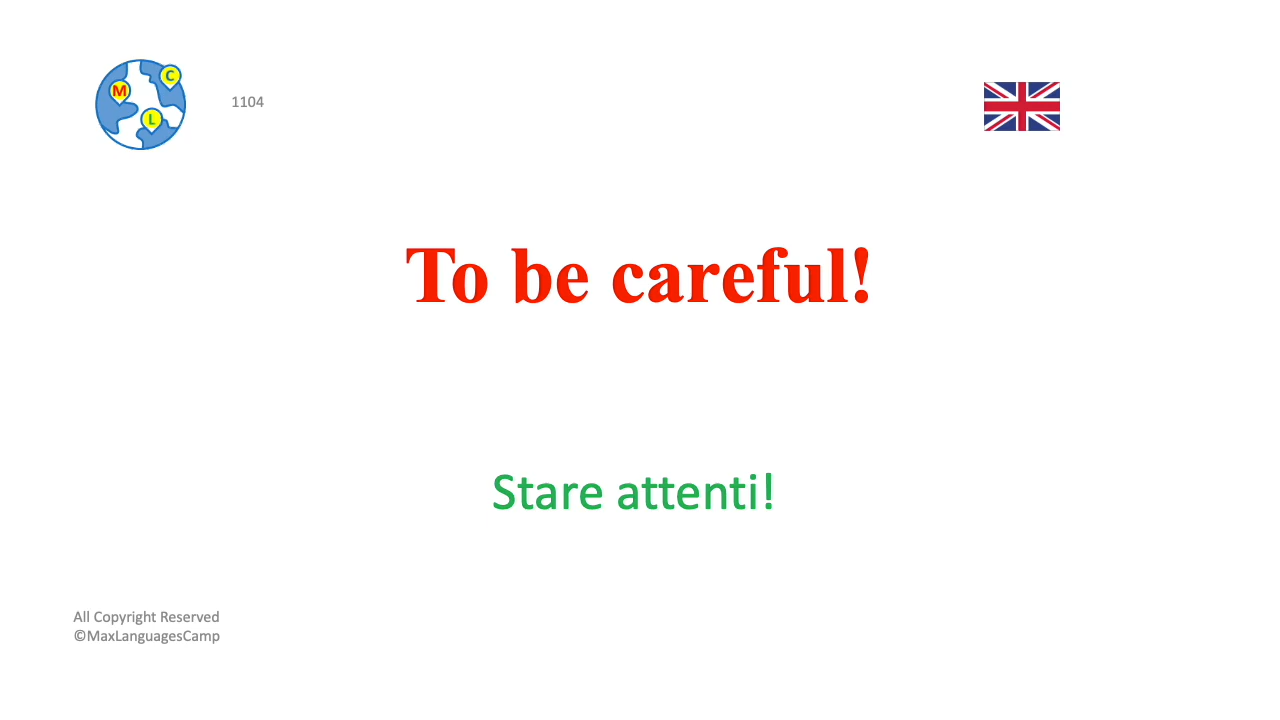 M
C
L
1104
To be careful!
Stare attenti!
All Copyright Reserved
©MaxLanguagesCamp